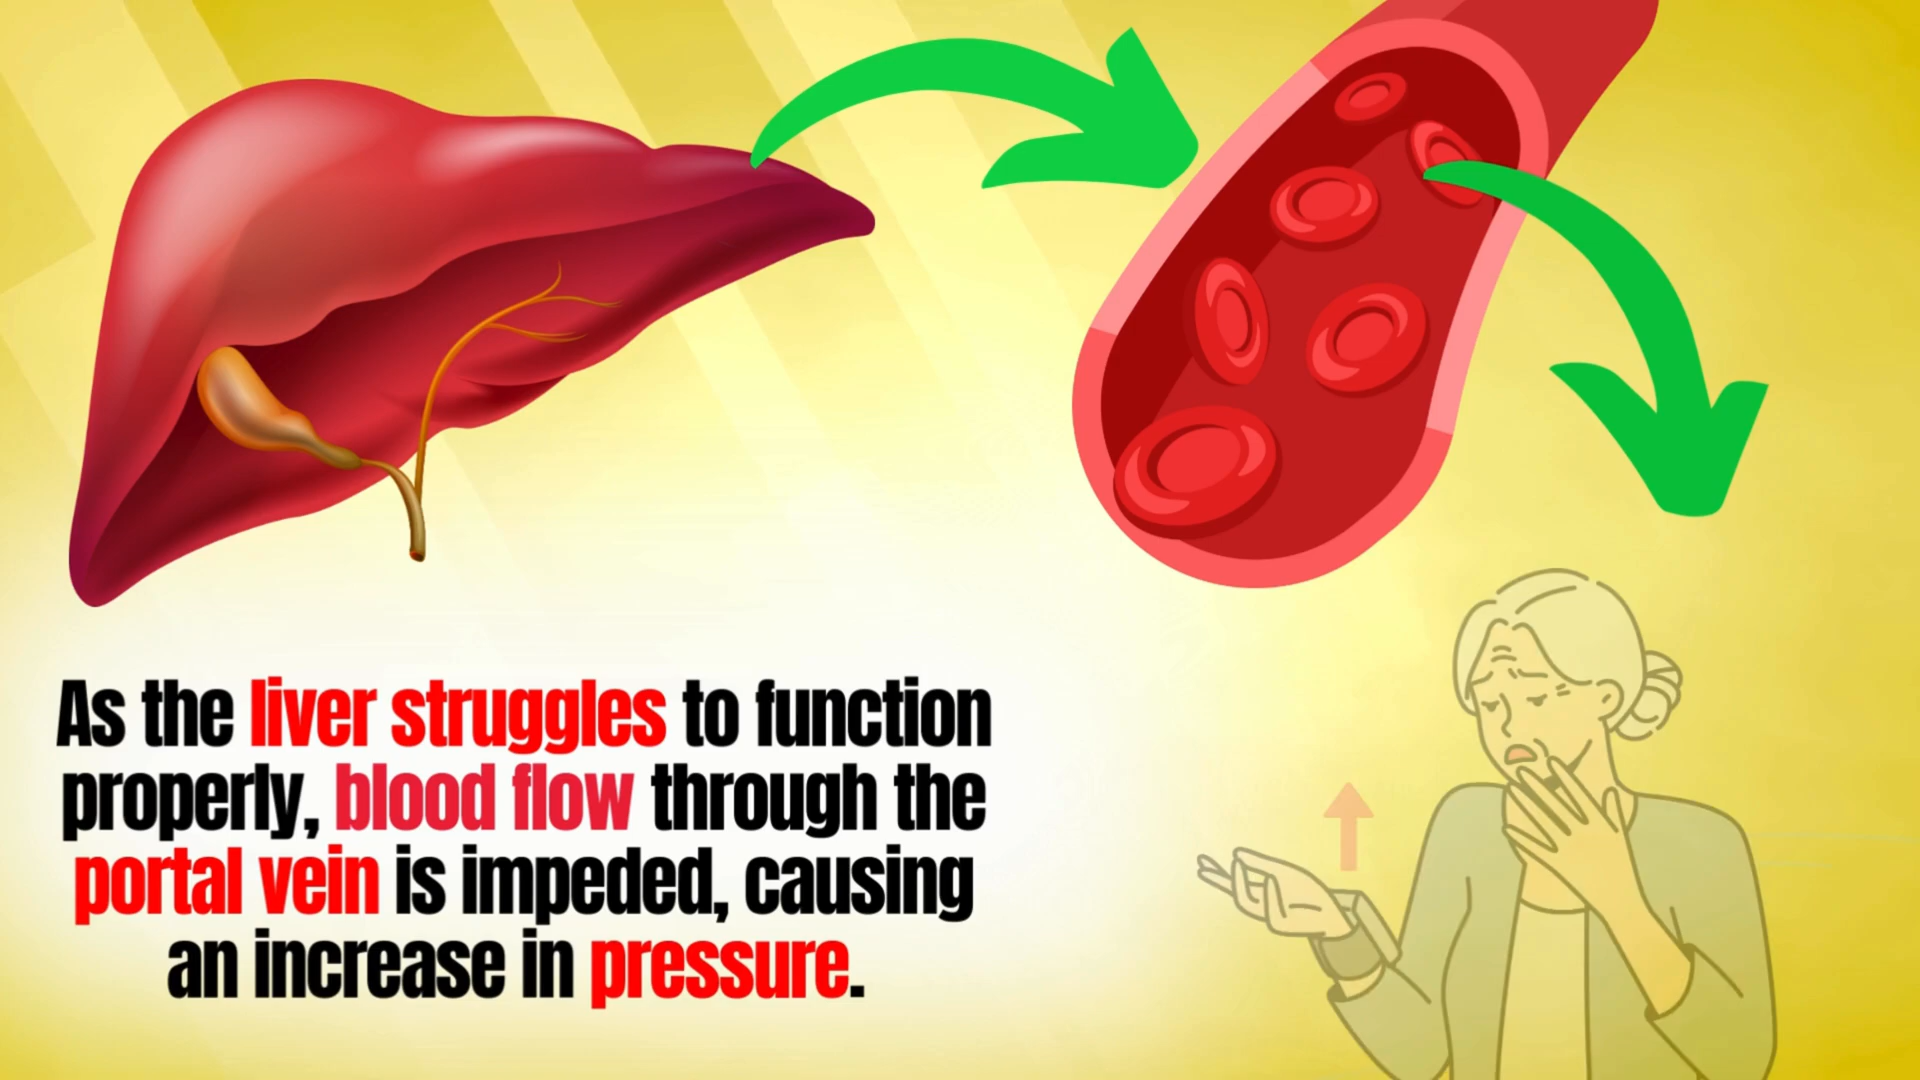 As the liver struggles to function
properly, blood flow through the
portal vein is impeded, causing
an increase in pressure.